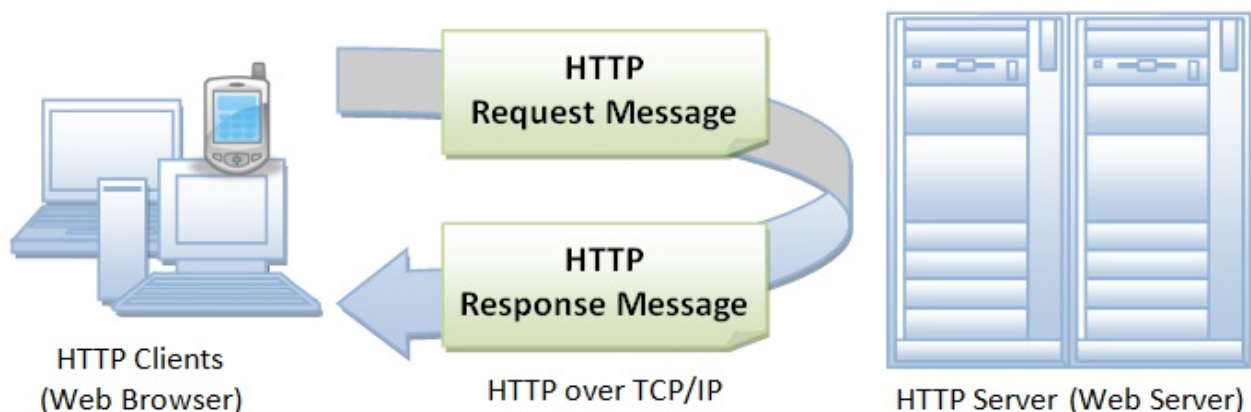 HTTP
Request Message
HTTP
Response Message
HTTP Clients
(Web Browser)
HTTP over TCP/IP
HTTP Server (Web Server)